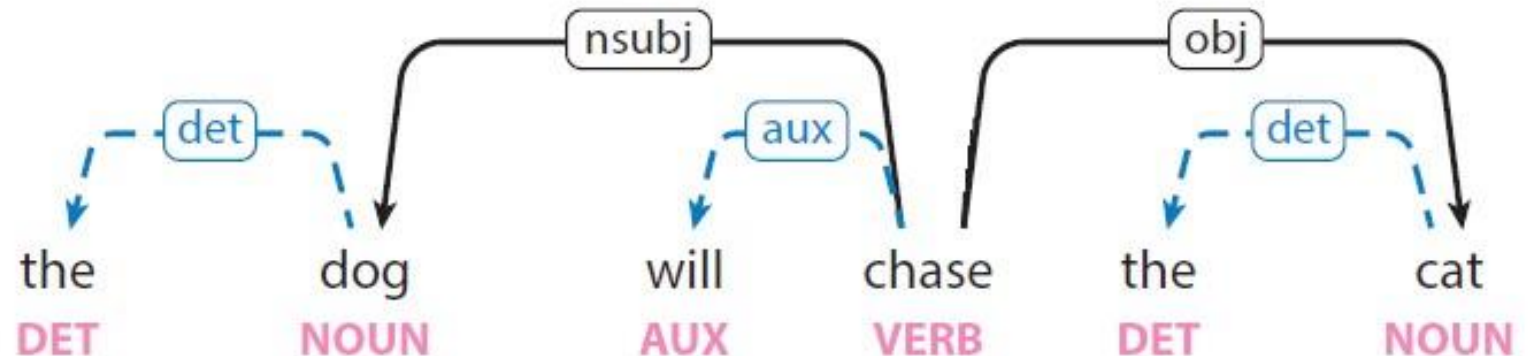 nsubj obj
det aux det
the dog will chase the cat
DET NOUN AUX VERB DET NOUN